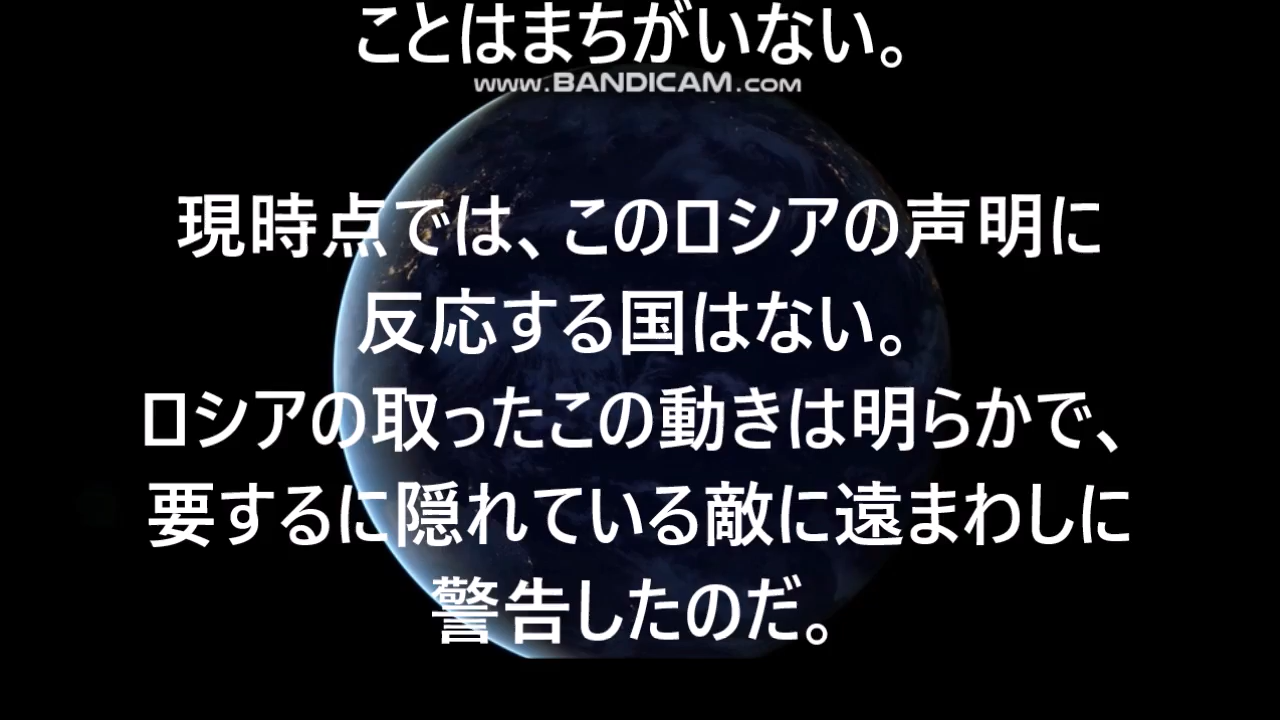 ことはまちがいない。
www.BANDICAM.com
現時点では、このロシアの声明に
反応する国はない。
ロシアの取ったこの動きは明らかで、
要するに隠れている敵に遠まわしに
警告したのだ。